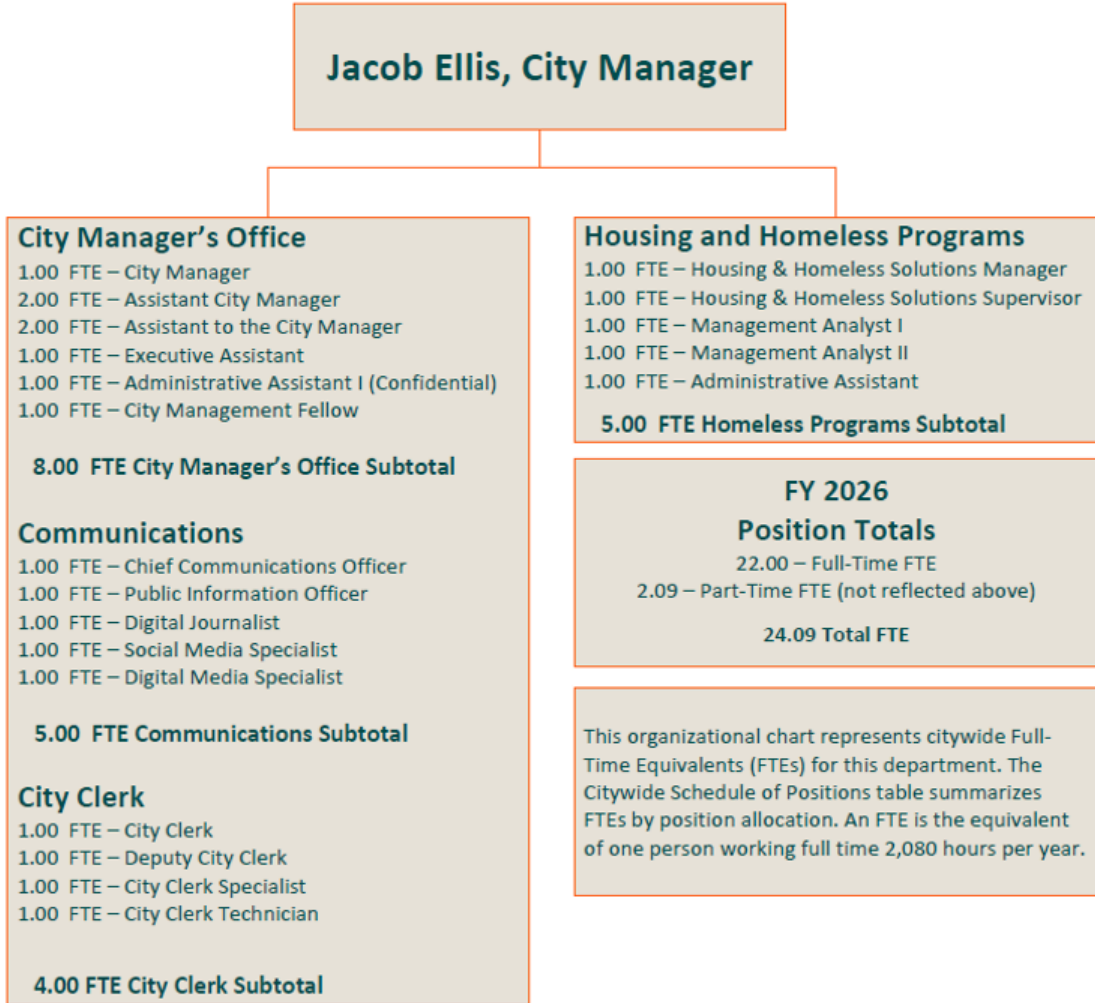 Jacob Ellis, City Manager
City Manager's Office
1.00 FTE – City Manager
2.00 FTE – Assistant City Manager
2.00 FTE – Assistant to the City Manager
1.00 FTE – Executive Assistant
1.00 FTE – Administrative Assistant I (Confidential)
1.00 FTE – City Management Fellow
8.00 FTE City Manager's Office Subtotal
Communications
1.00 FTE – Chief Communications Officer
1.00 FTE – Public Information Officer
1.00 FTE – Digital Journalist
1.00 FTE – Social Media Specialist
1.00 FTE – Digital Media Specialist
5.00 FTE Communications Subtotal
City Clerk
1.00 FTE – City Clerk
1.00 FTE – Deputy City Clerk
1.00 FTE – City Clerk Specialist
1.00 FTE – City Clerk Technician
4.00 FTE City Clerk Subtotal
Housing and Homeless Programs
1.00 FTE – Housing & Homeless Solutions Manager
1.00 FTE – Housing & Homeless Solutions Supervisor
1.00 FTE – Management Analyst I
1.00 FTE – Management Analyst II
1.00 FTE – Administrative Assistant
5.00 FTE Homeless Programs Subtotal
FY 2026
Position Totals
22.00 – Full-Time FTE
2.09 – Part-Time FTE (not reflected above)
24.09 Total FTE
This organizational chart represents citywide Full-
Time Equivalents (FTEs) for this department. The
Citywide Schedule of Positions table summarizes
FTEs by position allocation. An FTE is the equivalent
of one person working full time 2,080 hours per year.